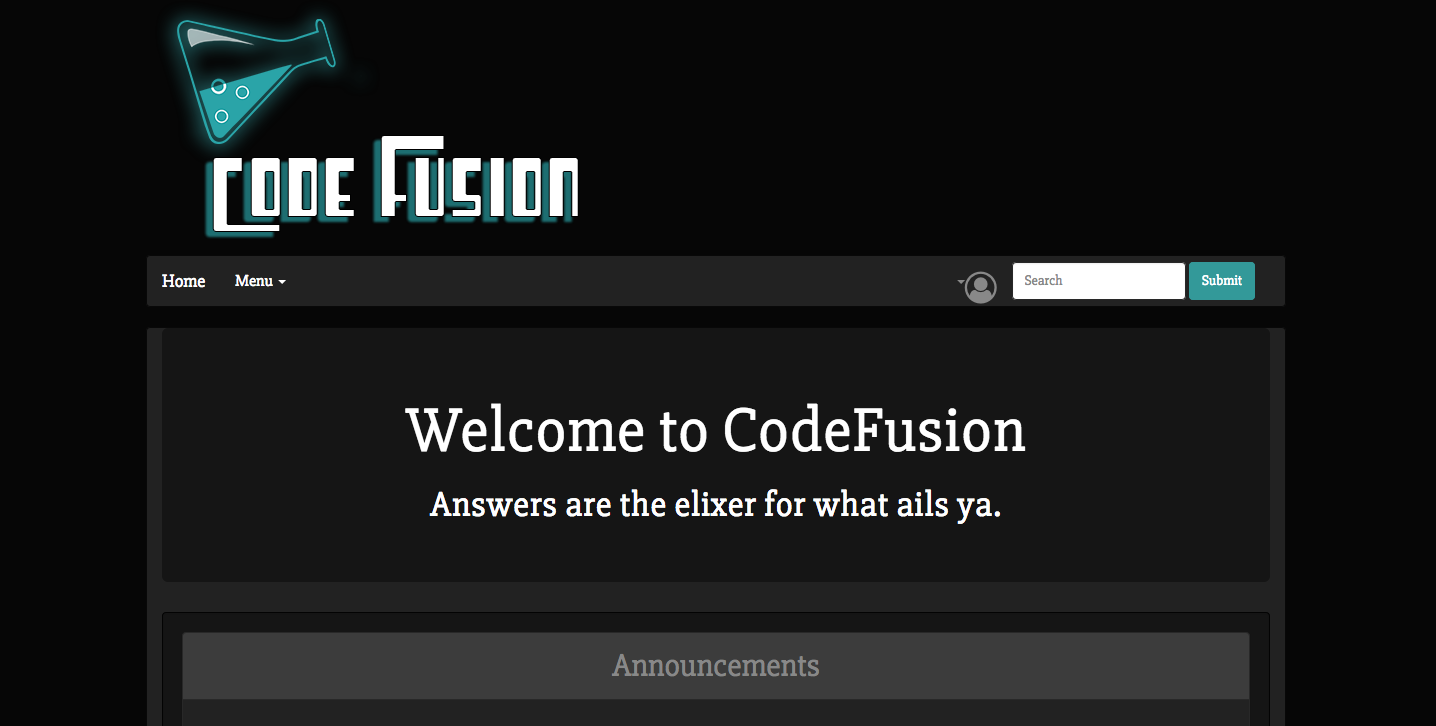 Code Fusion
Home Menu Search Submit
Welcome to CodeFusion
Answers are the elixer for what ails ya.
Announcements